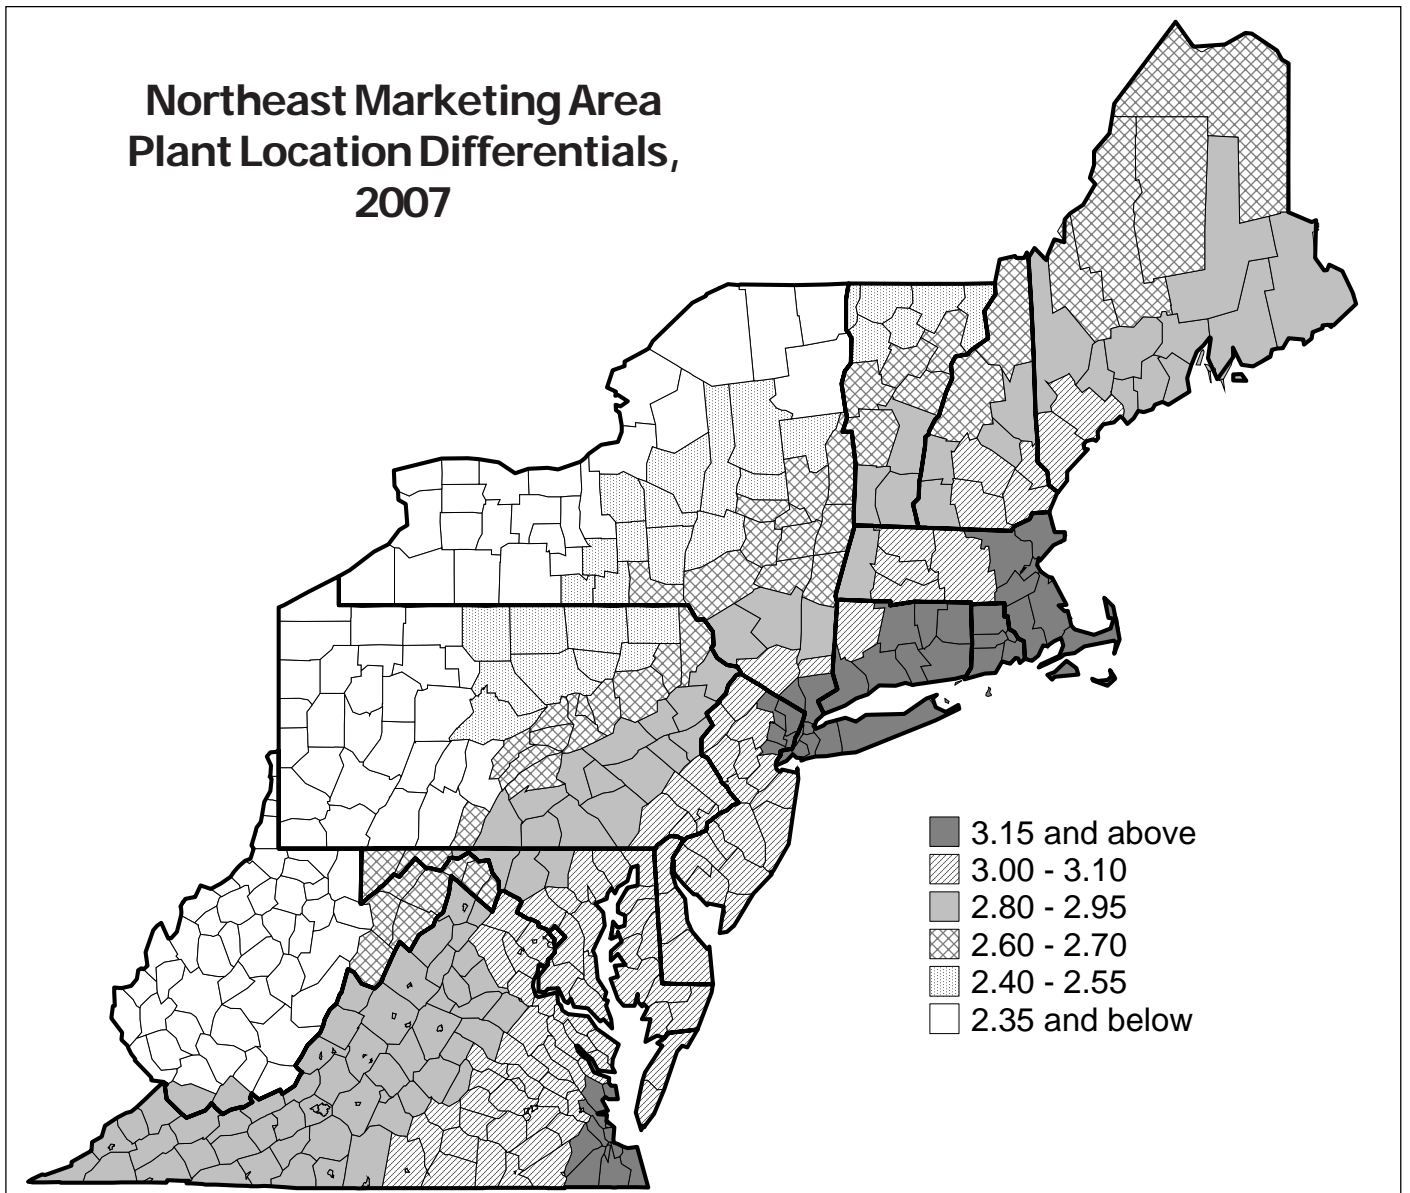 Northeast Marketing Area
Plant Location Differentials,
2007
3.15 and above
3.00 - 3.10
2.80 - 2.95
2.60 - 2.70
2.40 - 2.55
2.35 and below